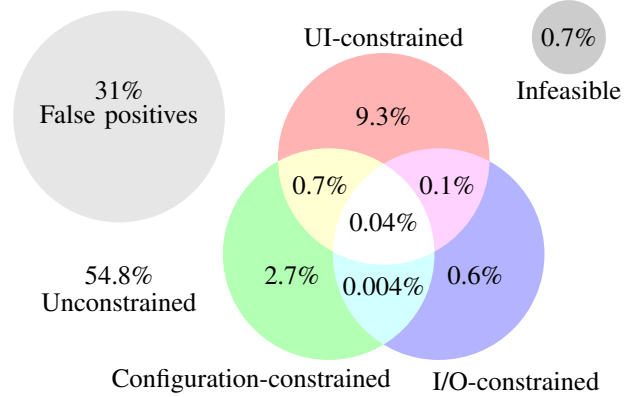 UI-constrained
0.7%
Infeasible
31%
False positives
9.3%
0.7%
0.1%
0.04%
54.8%
Unconstrained
2.7%
0.004%
0.6%
Configuration-constrained
I/O-constrained